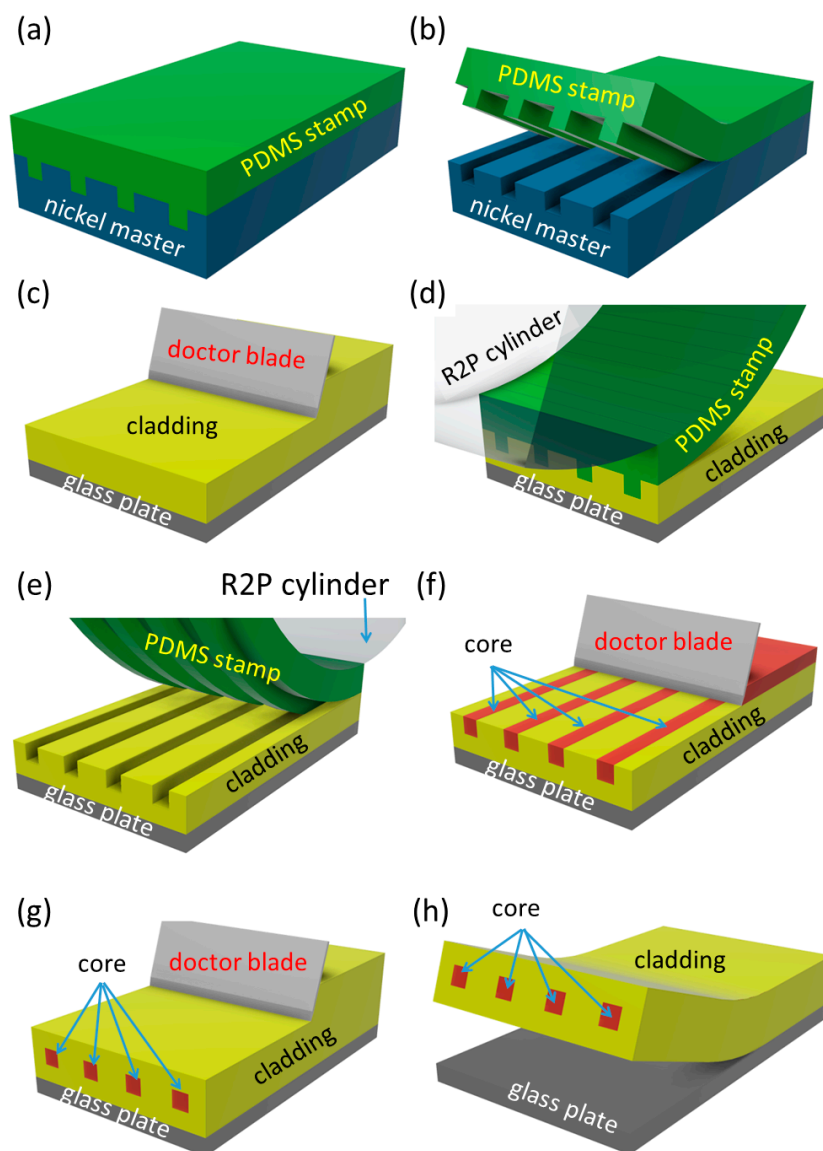 (a)
PDMS stamp
nickel master
(b)
PDMS stamp
nickel master
(c)
doctor blade
cladding
glass plate
(d)
R2P cylinder
PDMS stamp
cladding
glass plate
(e)
R2P cylinder
PDMS stamp
cladding
glass plate
(f)
doctor blade
core
cladding
glass plate
(g)
doctor blade
core
cladding
glass plate
(h)
core
cladding
glass plate